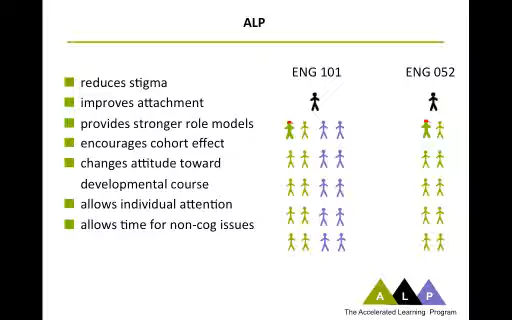 ALP
reduces stigma
improves attachment
provides stronger role models
encourages cohort effect
changes attitude toward
developmental course
allows individual attention
allows time for non-cog issues
ENG 101
ENG 052
A L P
The Accelerated Learning Program